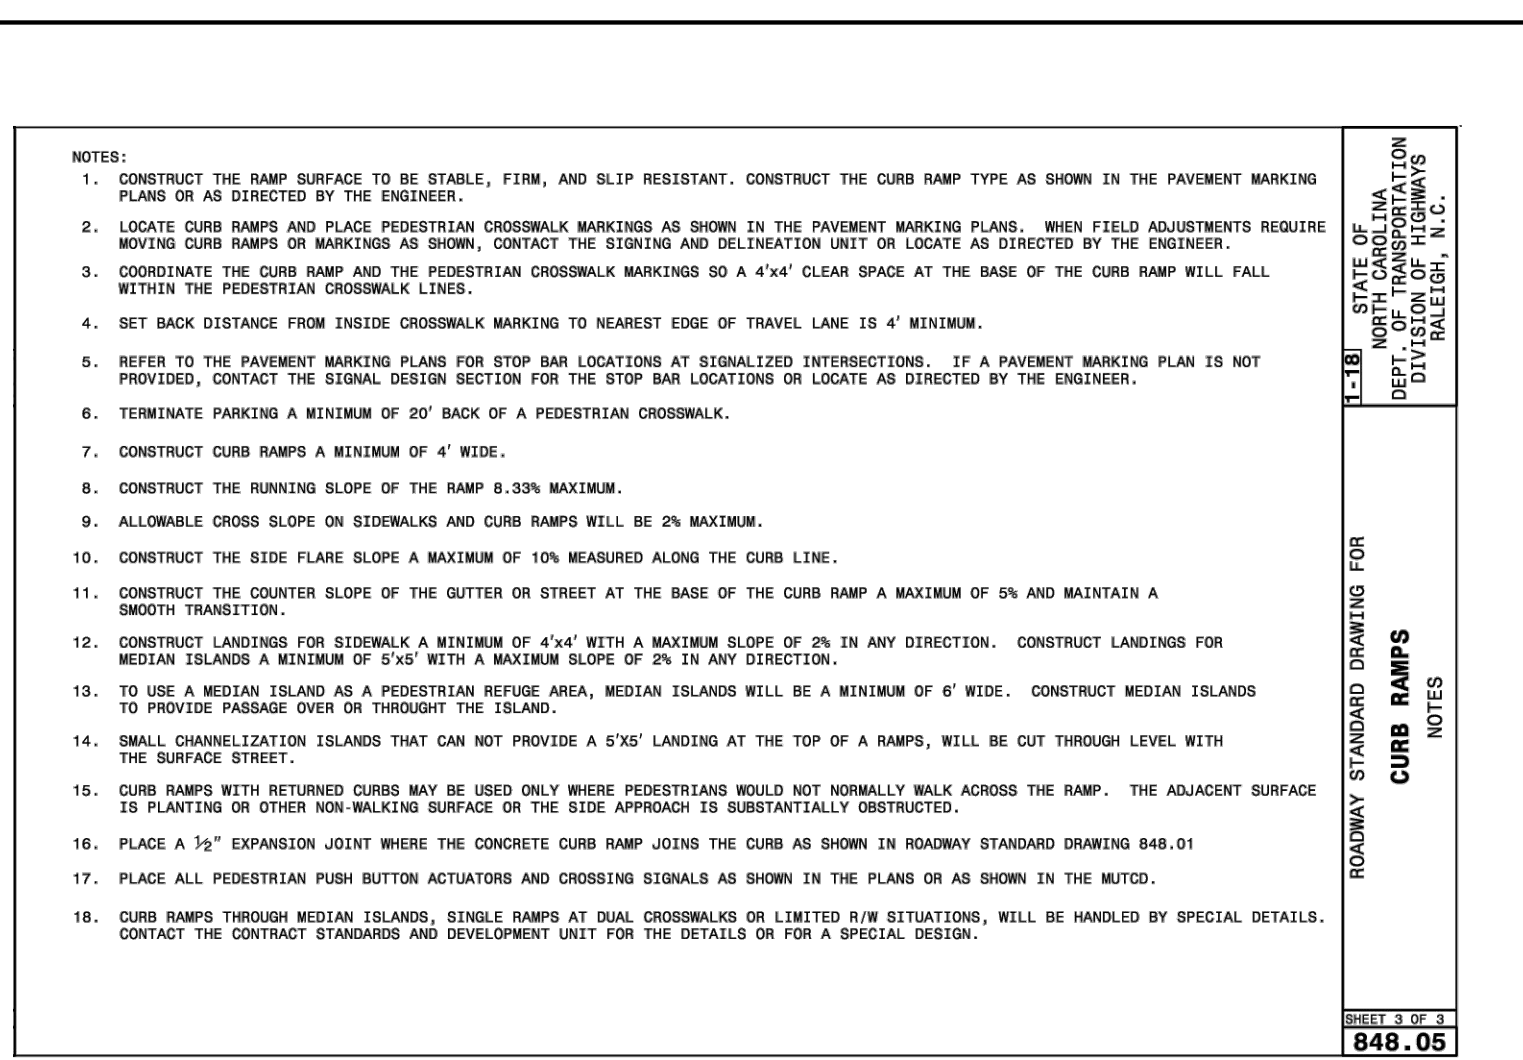 NOTES:
1. CONSTRUCT THE RAMP SURFACE TO BE STABLE, FIRM, AND SLIP RESISTANT. CONSTRUCT THE CURB RAMP TYPE AS SHOWN IN THE PAVEMENT MARKING
PLANS OR AS DIRECTED BY THE ENGINEER.
2. LOCATE CURB RAMPS AND PLACE PEDESTRIAN CROSSWALK MARKINGS AS SHOWN IN THE PAVEMENT MARKING PLANS. WHEN FIELD ADJUSTMENTS REQUIRE
MOVING CURB RAMPS OR MARKINGS AS SHOWN, CONTACT THE SIGNING AND DELINEATION UNIT OR LOCATE AS DIRECTED BY THE ENGINEER.
3. COORDINATE THE CURB RAMP AND THE PEDESTRIAN CROSSWALK MARKINGS SO A 4'x4' CLEAR SPACE AT THE BASE OF THE CURB RAMP WILL FALL
WITHIN THE PEDESTRIAN CROSSWALK LINES.
4. SET BACK DISTANCE FROM INSIDE CROSSWALK MARKING TO NEAREST EDGE OF TRAVEL LANE IS 4' MINIMUM.
5. REFER TO THE PAVEMENT MARKING PLANS FOR STOP BAR LOCATIONS AT SIGNALIZED INTERSECTIONS. IF A PAVEMENT MARKING PLAN IS NOT
PROVIDED, CONTACT THE SIGNAL DESIGN SECTION FOR THE STOP BAR LOCATIONS OR LOCATE AS DIRECTED BY THE ENGINEER.
6. TERMINATE PARKING A MINIMUM OF 20' BACK OF A PEDESTRIAN CROSSWALK.
7. CONSTRUCT CURB RAMPS A MINIMUM OF 4' WIDE.
8. CONSTRUCT THE RUNNING SLOPE OF THE RAMP 8.33% MAXIMUM.
9. ALLOWABLE CROSS SLOPE ON SIDEWALKS AND CURB RAMPS WILL BE 2% MAXIMUM.
10. CONSTRUCT THE SIDE FLARE SLOPE A MAXIMUM OF 10% MEASURED ALONG THE CURB LINE.
11. CONSTRUCT THE COUNTER SLOPE OF THE GUTTER OR STREET AT THE BASE OF THE CURB RAMP A MAXIMUM OF 5% AND MAINTAIN A
SMOOTH TRANSITION.
12. CONSTRUCT LANDINGS FOR SIDEWALK A MINIMUM OF 4'x4' WITH A MAXIMUM SLOPE OF 2% IN ANY DIRECTION. CONSTRUCT LANDINGS FOR
MEDIAN ISLANDS A MINIMUM OF 5'x5' WITH A MAXIMUM SLOPE OF 2% IN ANY DIRECTION.
13. TO USE A MEDIAN ISLAND AS A PEDESTRIAN REFUGE AREA, MEDIAN ISLANDS WILL BE A MINIMUM OF 6' WIDE. CONSTRUCT MEDIAN ISLANDS
TO PROVIDE PASSAGE OVER OR THROUGHT THE ISLAND.
14. SMALL CHANNELIZATION ISLANDS THAT CAN NOT PROVIDE A 5'X5' LANDING AT THE TOP OF A RAMPS, WILL BE CUT THROUGH LEVEL WITH
THE SURFACE STREET.
15. CURB RAMPS WITH RETURNED CURBS MAY BE USED ONLY WHERE PEDESTRIANS WOULD NOT NORMALLY WALK ACROSS THE RAMP. THE ADJACENT SURFACE
IS PLANTING OR OTHER NON-WALKING SURFACE OR THE SIDE APPROACH IS SUBSTANTIALLY OBSTRUCTED.
16. PLACE A ½" EXPANSION JOINT WHERE THE CONCRETE CURB RAMP JOINS THE CURB AS SHOWN IN ROADWAY STANDARD DRAWING 848.01
17. PLACE ALL PEDESTRIAN PUSH BUTTON ACTUATORS AND CROSSING SIGNALS AS SHOWN IN THE PLANS OR AS SHOWN IN THE MUTCD.
18. CURB RAMPS THROUGH MEDIAN ISLANDS, SINGLE RAMPS AT DUAL CROSSWALKS OR LIMITED R/W SITUATIONS, WILL BE HANDLED BY SPECIAL DETAILS.
CONTACT THE CONTRACT STANDARDS AND DEVELOPMENT UNIT FOR THE DETAILS OR FOR A SPECIAL DESIGN.
1-18
STATE OF
NORTH CAROLINA
DEPT. OF TRANSPORTATION
DIVISION OF HIGHWAYS
RALEIGH, N.C.
ROADWAY STANDARD DRAWING FOR
CURB RAMPS
NOTES
SHEET 3 OF 3
848.05